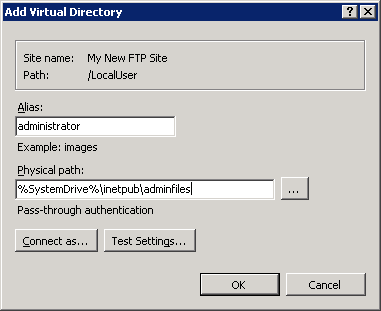 Add Virtual Directory
Site name: My New FTP Site
Path: /LocalUser
Alias:
administrator
Example: images
Physical path:
%SystemDrive%\inetpub\adminfiles
...
Pass-through authentication
Connect as... Test Settings...
OK Cancel